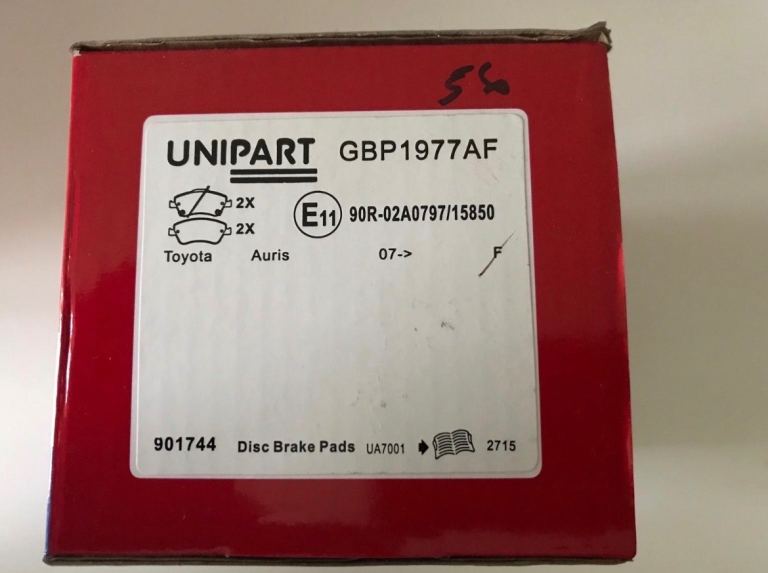 UNIPART GBP1977AF
2X
2X
E11 90R-02A0797/15850
Toyota Auris 07-> F
901744 Disc Brake Pads UA7001 2715